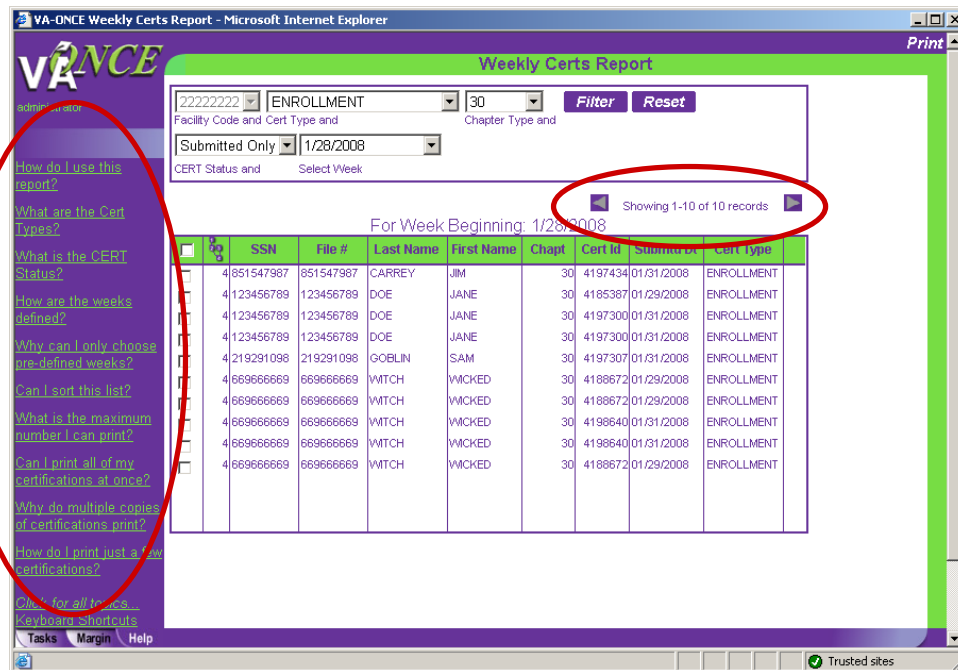 VA-ONCE Weekly Certs Report - Microsoft Internet Explorer
Print
VA ONCE
Weekly Certs Report
administrator
22222222 ENROLLMENT 30 Filter Reset
Facility Code and Cert Type and Chapter Type and
Submitted Only 1/28/2008
CERT Status and Select Week
How do I use this
report?
What are the Cert
Types?
What is the CERT
Status?
How are the weeks
defined?
Why can I only choose
pre-defined weeks?
Can I sort this list?
What is the maximum
number I can print?
Can I print all of my
certifications at once?
Why do multiple copies
of certifications print?
How do I print just a few
certifications?
Click for all topics...
Keyboard Shortcuts
Tasks Margin Help
Showing 1-10 of 10 records
For Week Beginning: 1/28/2008
SSN File # Last Name First Name Chapt Cert Id Submittd Dt Cert Type
4 851547987 851547987 CARREY JIM 30 4197434 01/31/2008 ENROLLMENT
4 123456789 123456789 DOE JANE 30 4185387 01/29/2008 ENROLLMENT
4 123456789 123456789 DOE JANE 30 4197300 01/31/2008 ENROLLMENT
4 123456789 123456789 DOE JANE 30 4197300 01/31/2008 ENROLLMENT
4 219291098 219291098 GOBLIN SAM 30 4197307 01/31/2008 ENROLLMENT
4 669666669 669666669 WITCH WICKED 30 4188672 01/29/2008 ENROLLMENT
4 669666669 669666669 WITCH WICKED 30 4188672 01/29/2008 ENROLLMENT
4 669666669 669666669 WITCH WICKED 30 4198640 01/31/2008 ENROLLMENT
4 669666669 669666669 WITCH WICKED 30 4198640 01/31/2008 ENROLLMENT
4 669666669 669666669 WITCH WICKED 30 4188672 01/29/2008 ENROLLMENT
Trusted sites